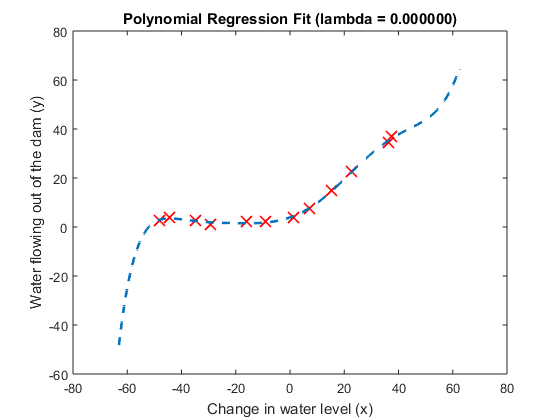 Polynomial Regression Fit (lambda = 0.000000)
80
60
40
20
0
-20
-40
-60
Water flowing out of the dam (y)
-80 -60 -40 -20 0 20 40 60 80
Change in water level (x)